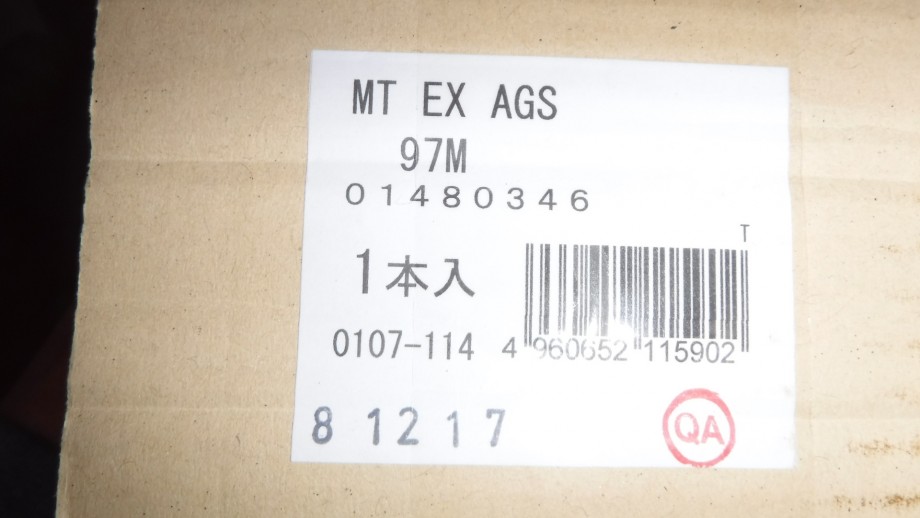 MT EX AGS
97M
01480346
T
1本入
0107-114 4 960652 115902
8 12 17
QA